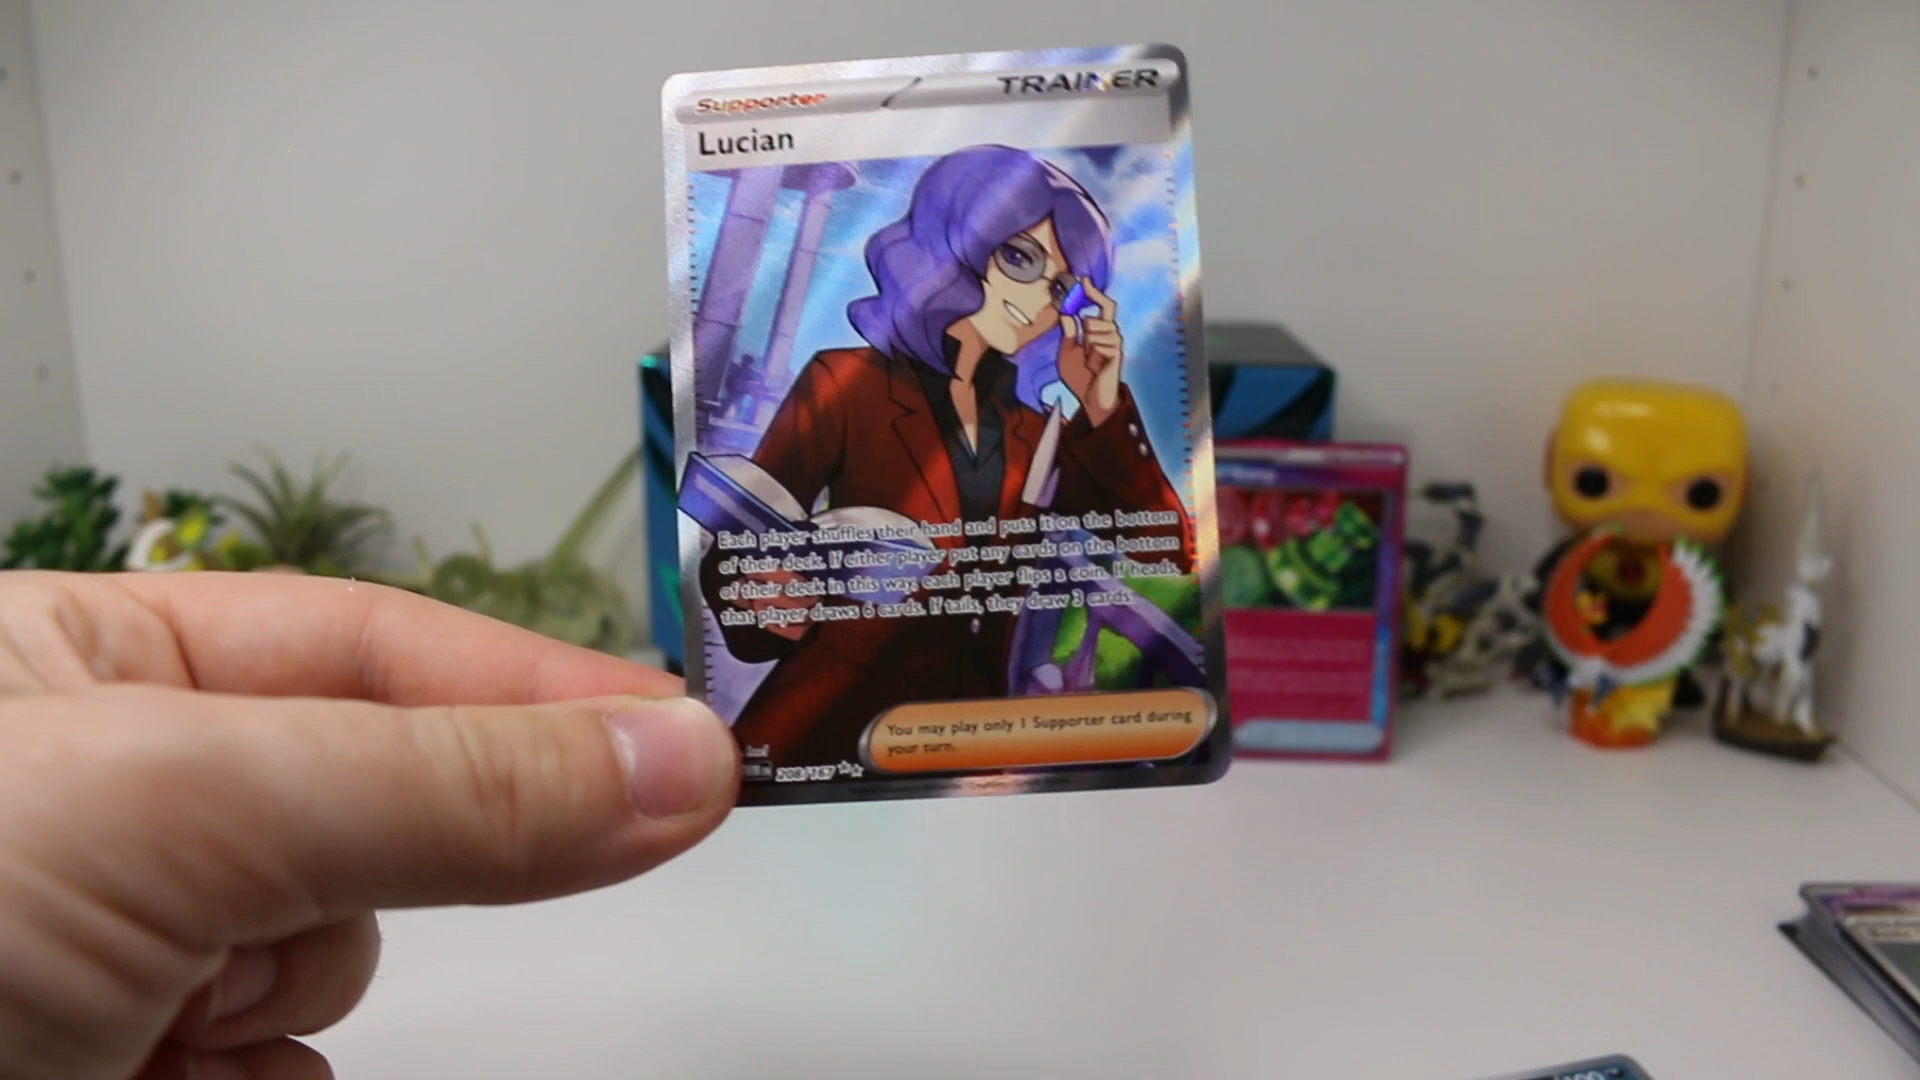 Supporter
TRAINER
Lucian
Each player shuffles their hand and puts it on the bottom
of their deck. If either player put any cards on the bottom
of their deck in this way, each player flips a coin. If heads,
that player draws 6 cards. If tails, they draw 3 cards.
You may play only 1 Supporter card during
your turn.
208/167